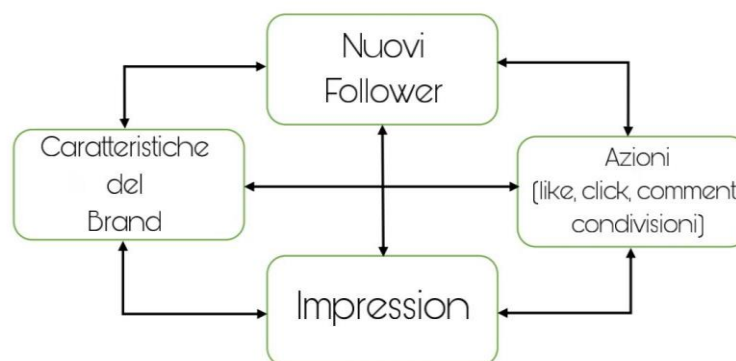 Nuovi
Follower
Caratteristiche
del
Brand
Azioni
(like, click, comment
condivisioni)
Impression